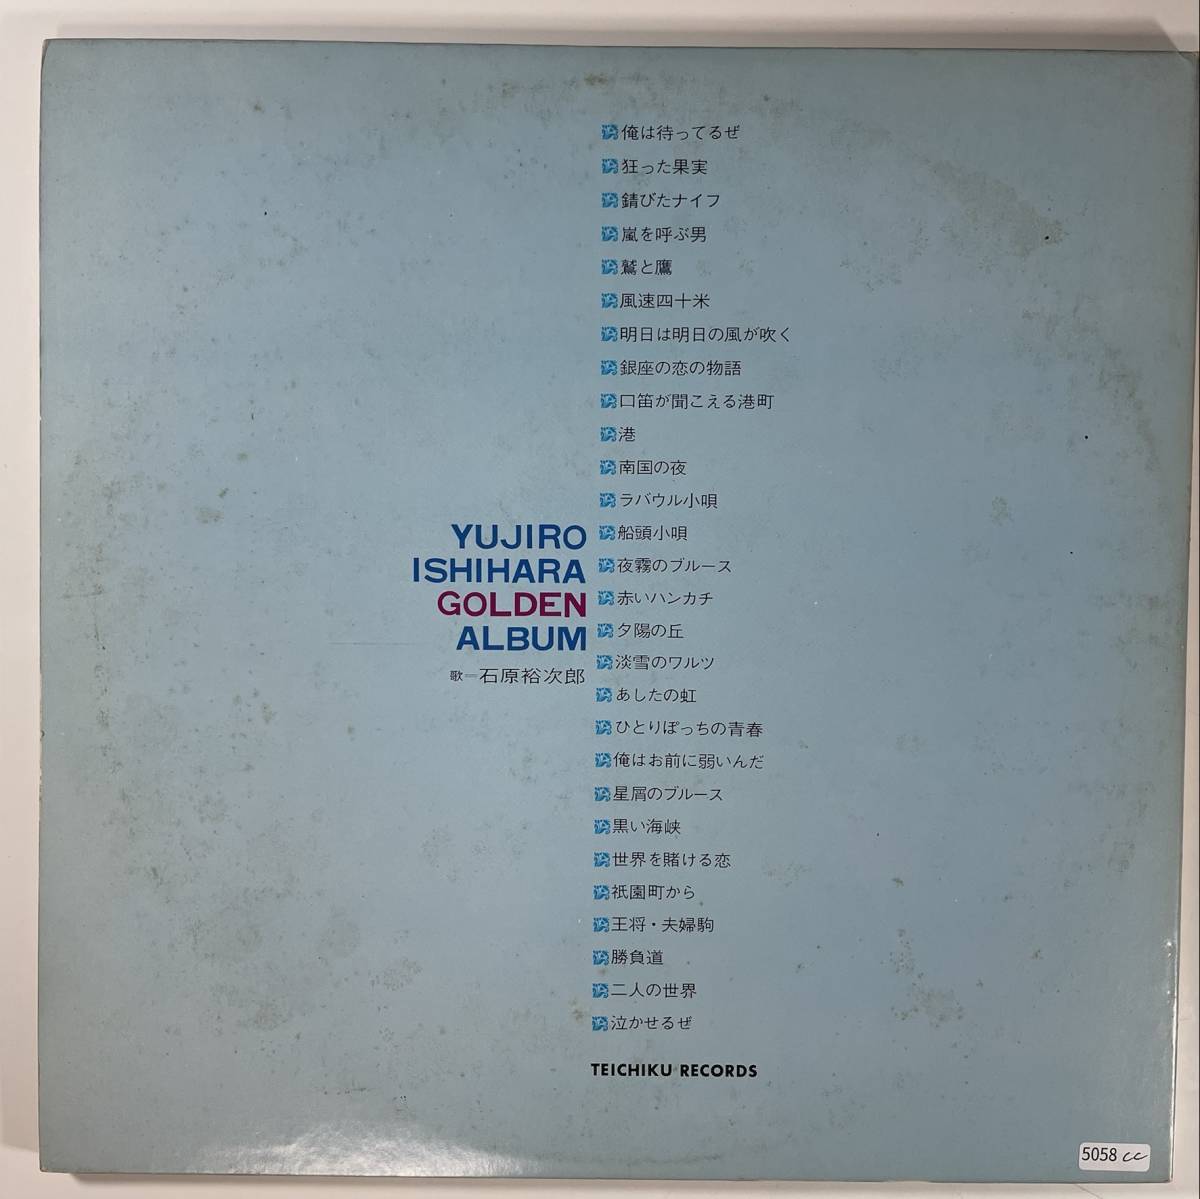 俺は待ってるぜ
狂った果実
錆びたナイフ
嵐を呼ぶ男
鷲と鷹
風速四十米
明日は明日の風が吹く
銀座の恋の物語
口笛が聞こえる港町
港
南国の夜
ラバウル小唄
船頭小唄
夜霧のブルース
赤いハンカチ
夕陽の丘
淡雪のワルツ
あしたの虹
ひとりぽっちの青春
俺はお前に弱いんだ
星屑のブルース
黒い海峡
世界を賭ける恋
祇園町から
王将・夫婦駒
勝負道
二人の世界
泣かせるぜ
YUJIRO
ISHIHARA
GOLDEN
ALBUM
歌＝石原裕次郎
TEICHIKU RECORDS
5058 cc